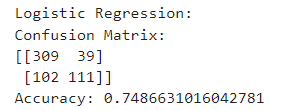 Logistic Regression:
Confusion Matrix:
[[309  39]
 [102 111]]
Accuracy: 0.7486631016042781